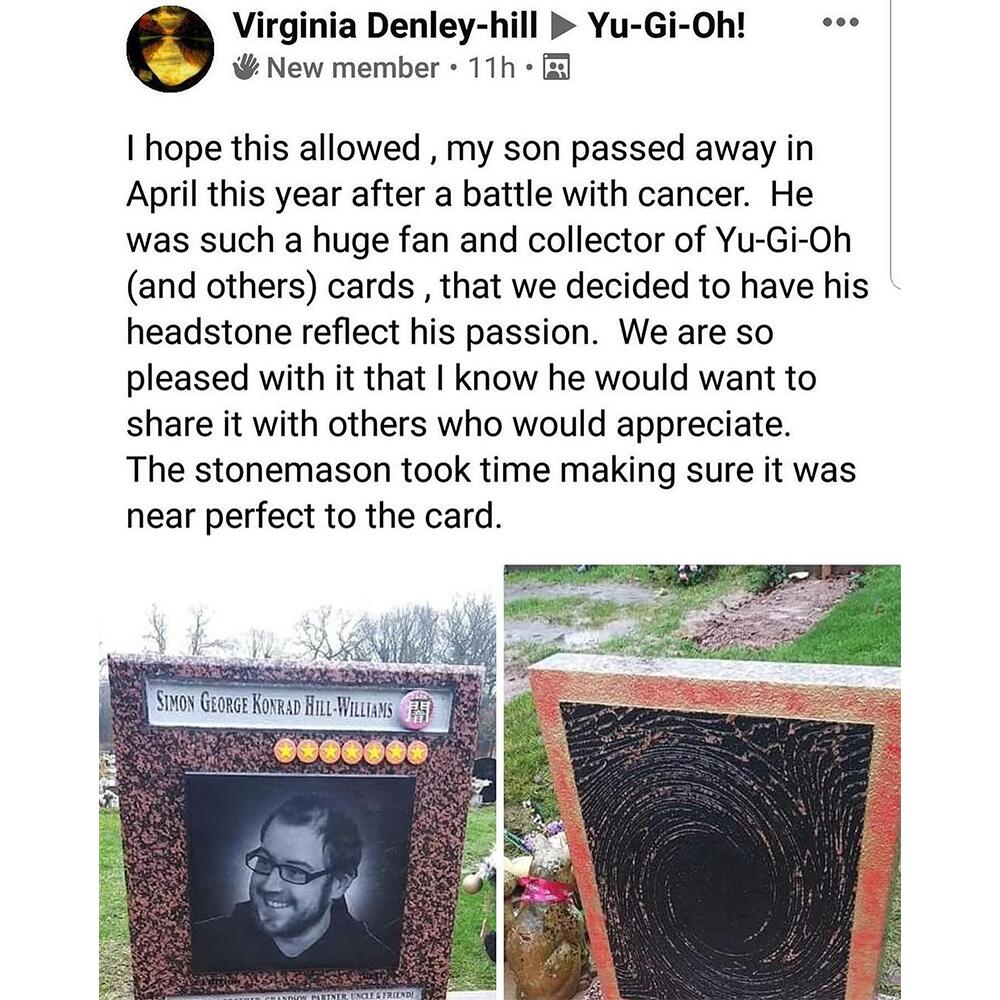 Virginia Denley-hill ▶ Yu-Gi-Oh!
New member • 11h •
I hope this allowed , my son passed away in
April this year after a battle with cancer.  He
was such a huge fan and collector of Yu-Gi-Oh
(and others) cards , that we decided to have his
headstone reflect his passion.  We are so
pleased with it that I know he would want to
share it with others who would appreciate.
The stonemason took time making sure it was
near perfect to the card.
SIMON GEORGE KONRAD HILL-WILLIAMS 闇
GRANDSON, PARTNER, UNCLE & FRIEND]